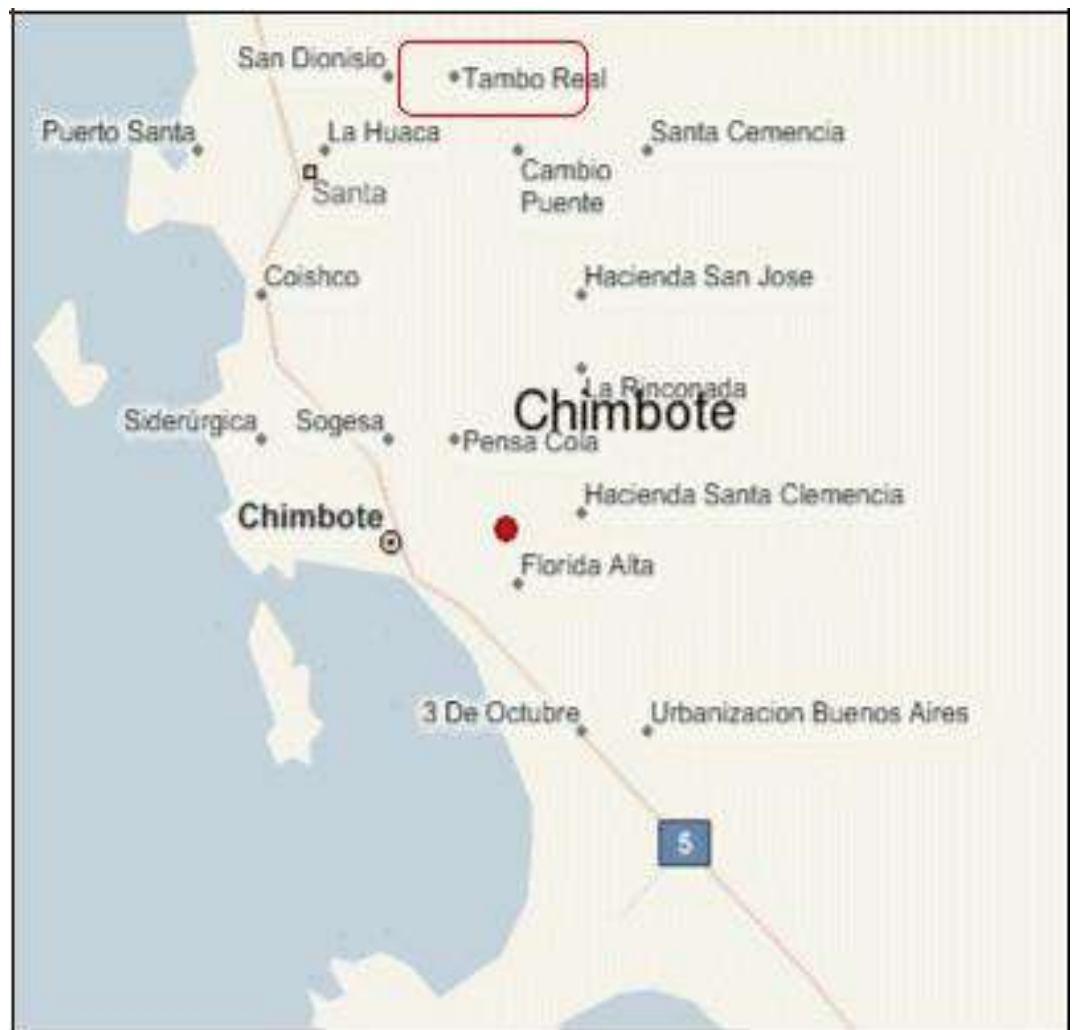 San Dionisio
Tambo Real
Puerto Santa
La Huaca
Santa Cemencia
Santa
Cambio
Puente
Coishco
Hacienda San Jose
La Rinconada
Chimbote
Siderúrgica
Sogesa
Pensa Cola
Hacienda Santa Clemencia
Chimbote
Florida Alta
3 De Octubre
Urbanizacion Buenos Aires
5